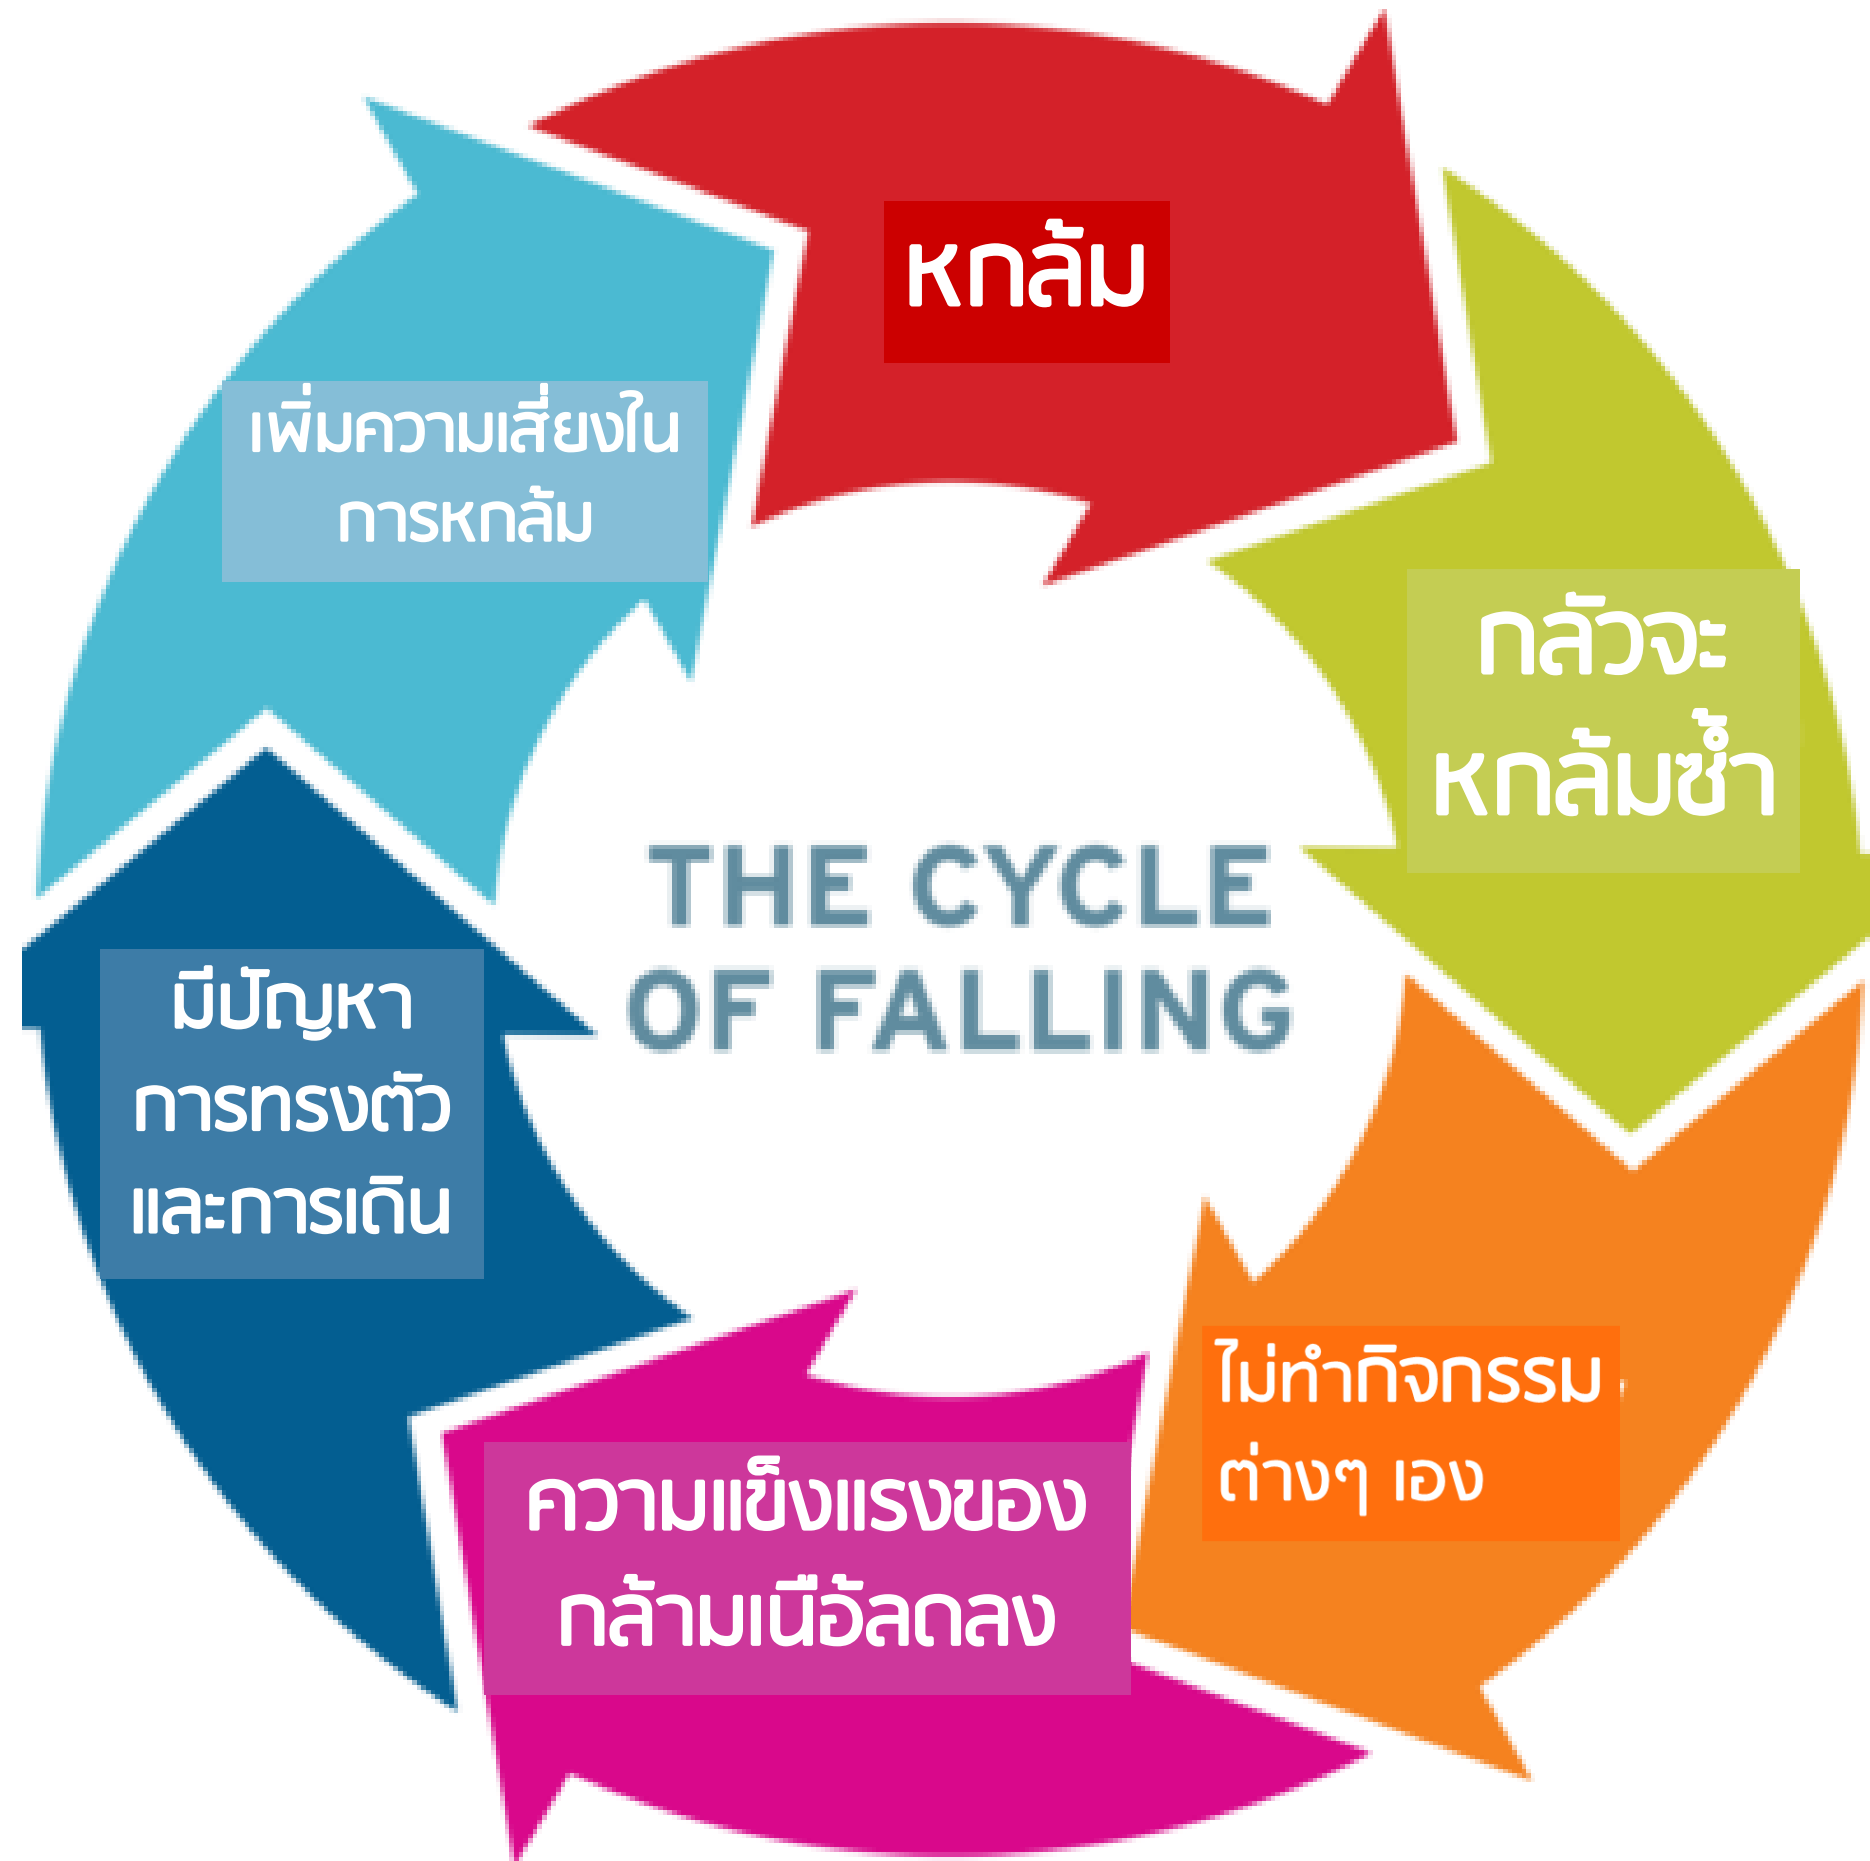 หกล้ม
กลัวจะ
หกล้มซ้ำ
ไม่ทำกิจกรรม
ต่างๆ เอง
ความแข็งแรงของ
กล้ามเนือ้ลดลง
มีปัญหา
การทรงตัว
และการเดิน
เพิ่มความเสี่ยงใน
การหกล้ม
THE CYCLE
OF FALLING